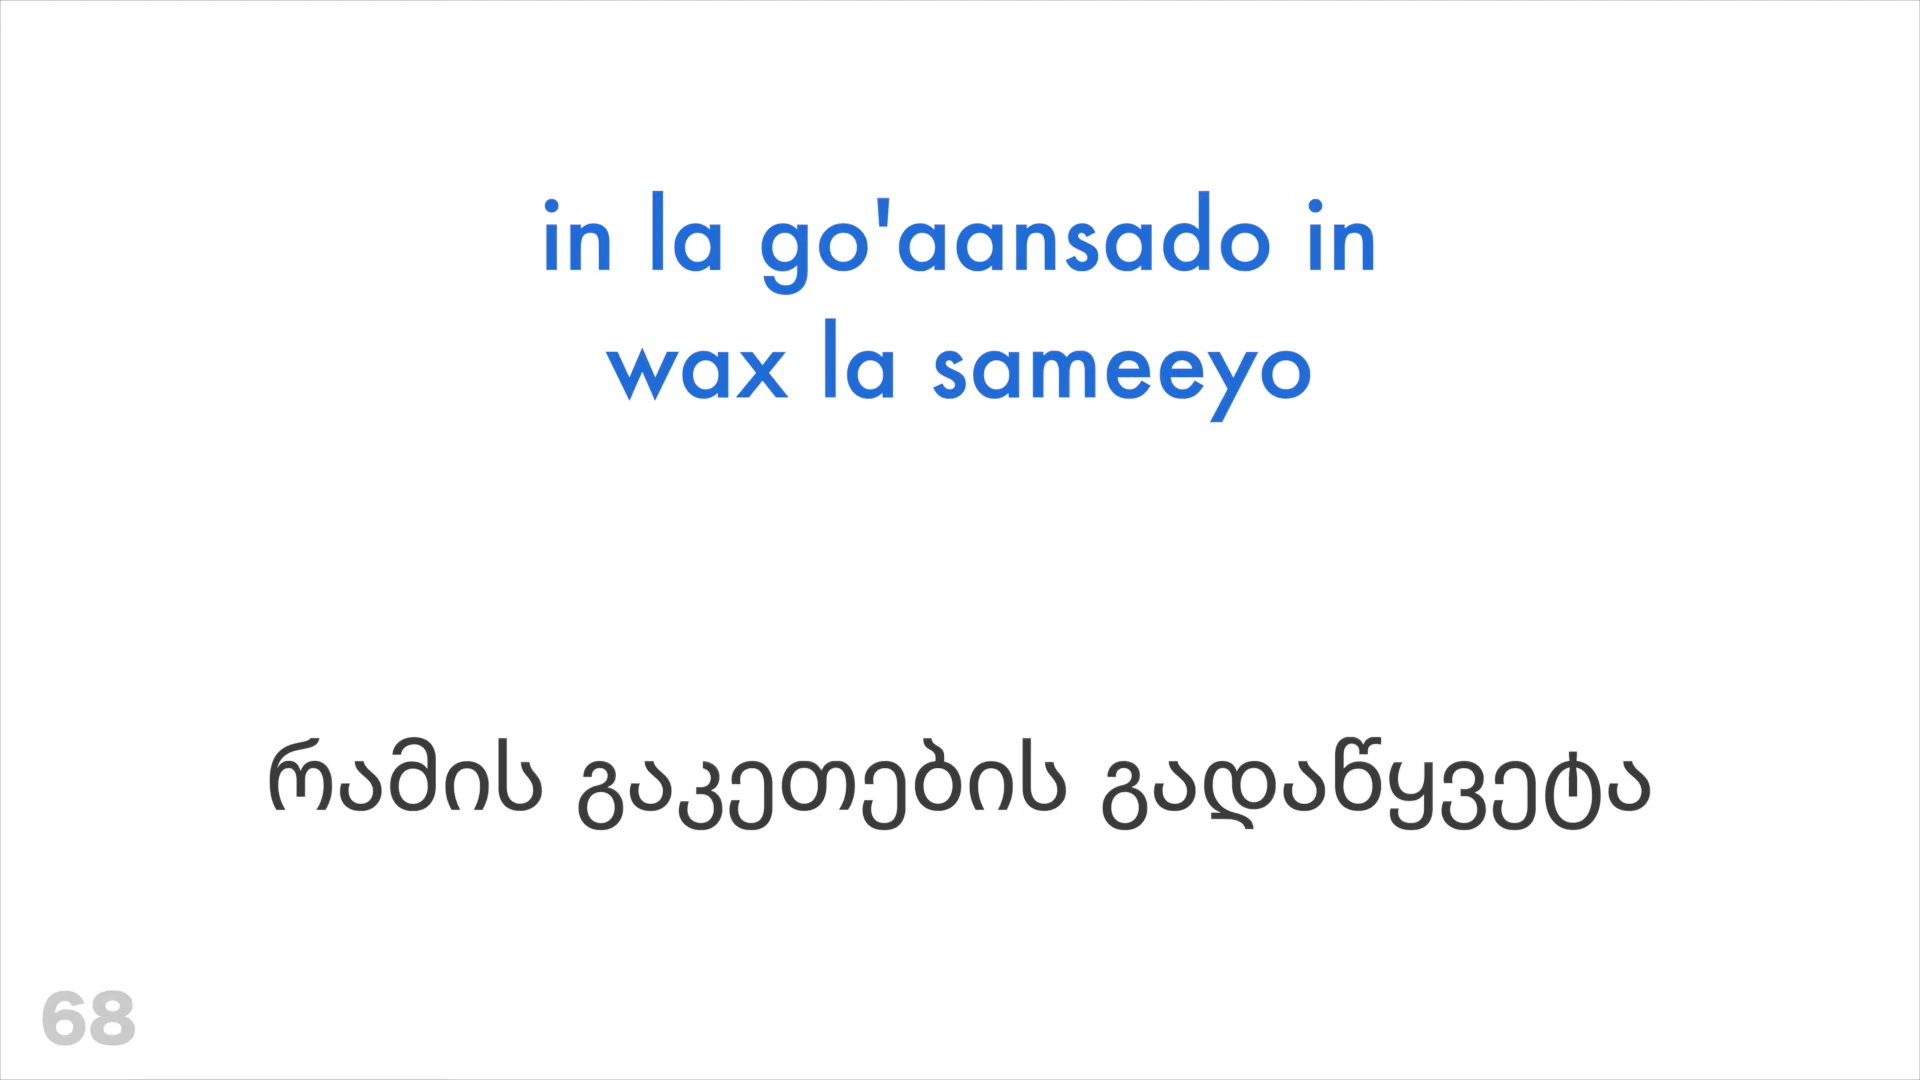 in la go'aansado in
wax la sameeyo
რამის გაკეთების გადაწყვეტა
68